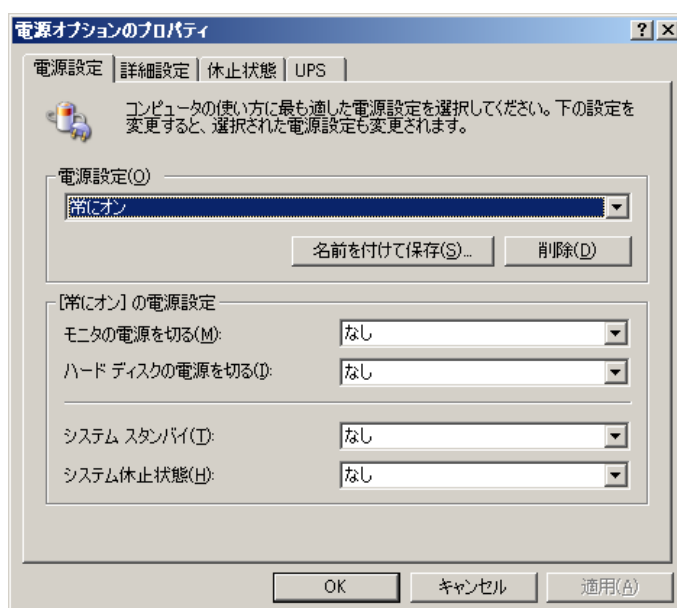 電源オプションのプロパティ
電源設定 詳細設定 休止状態 UPS
コンピュータの使い方に最も適した電源設定を選択してください。下の設定を
変更すると、選択された電源設定も変更されます。
電源設定(O)
常にオン
名前を付けて保存(S)... 削除(D)
[常にオン] の電源設定
モニタの電源を切る(M): なし
ハード ディスクの電源を切る(I): なし
システム スタンバイ(T): なし
システム休止状態(H): なし
OK キャンセル 適用(A)